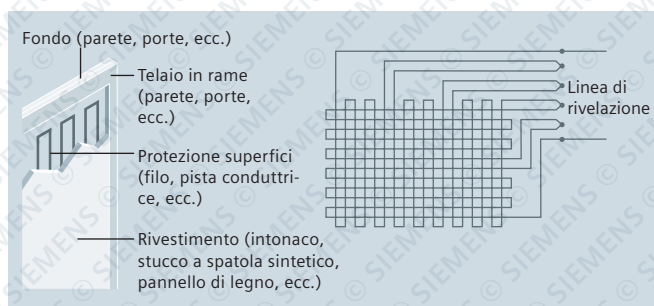 Fondo (parete, porte, ecc.)
Telaio in rame
(parete, porte,
ecc.)
Protezione superfici
(filo, pista conduttri-
ce, ecc.)
Rivestimento (intonaco,
stucco a spatola sintetico,
pannello di legno, ecc.)
Linea di
rivelazione
SIEMENS ©